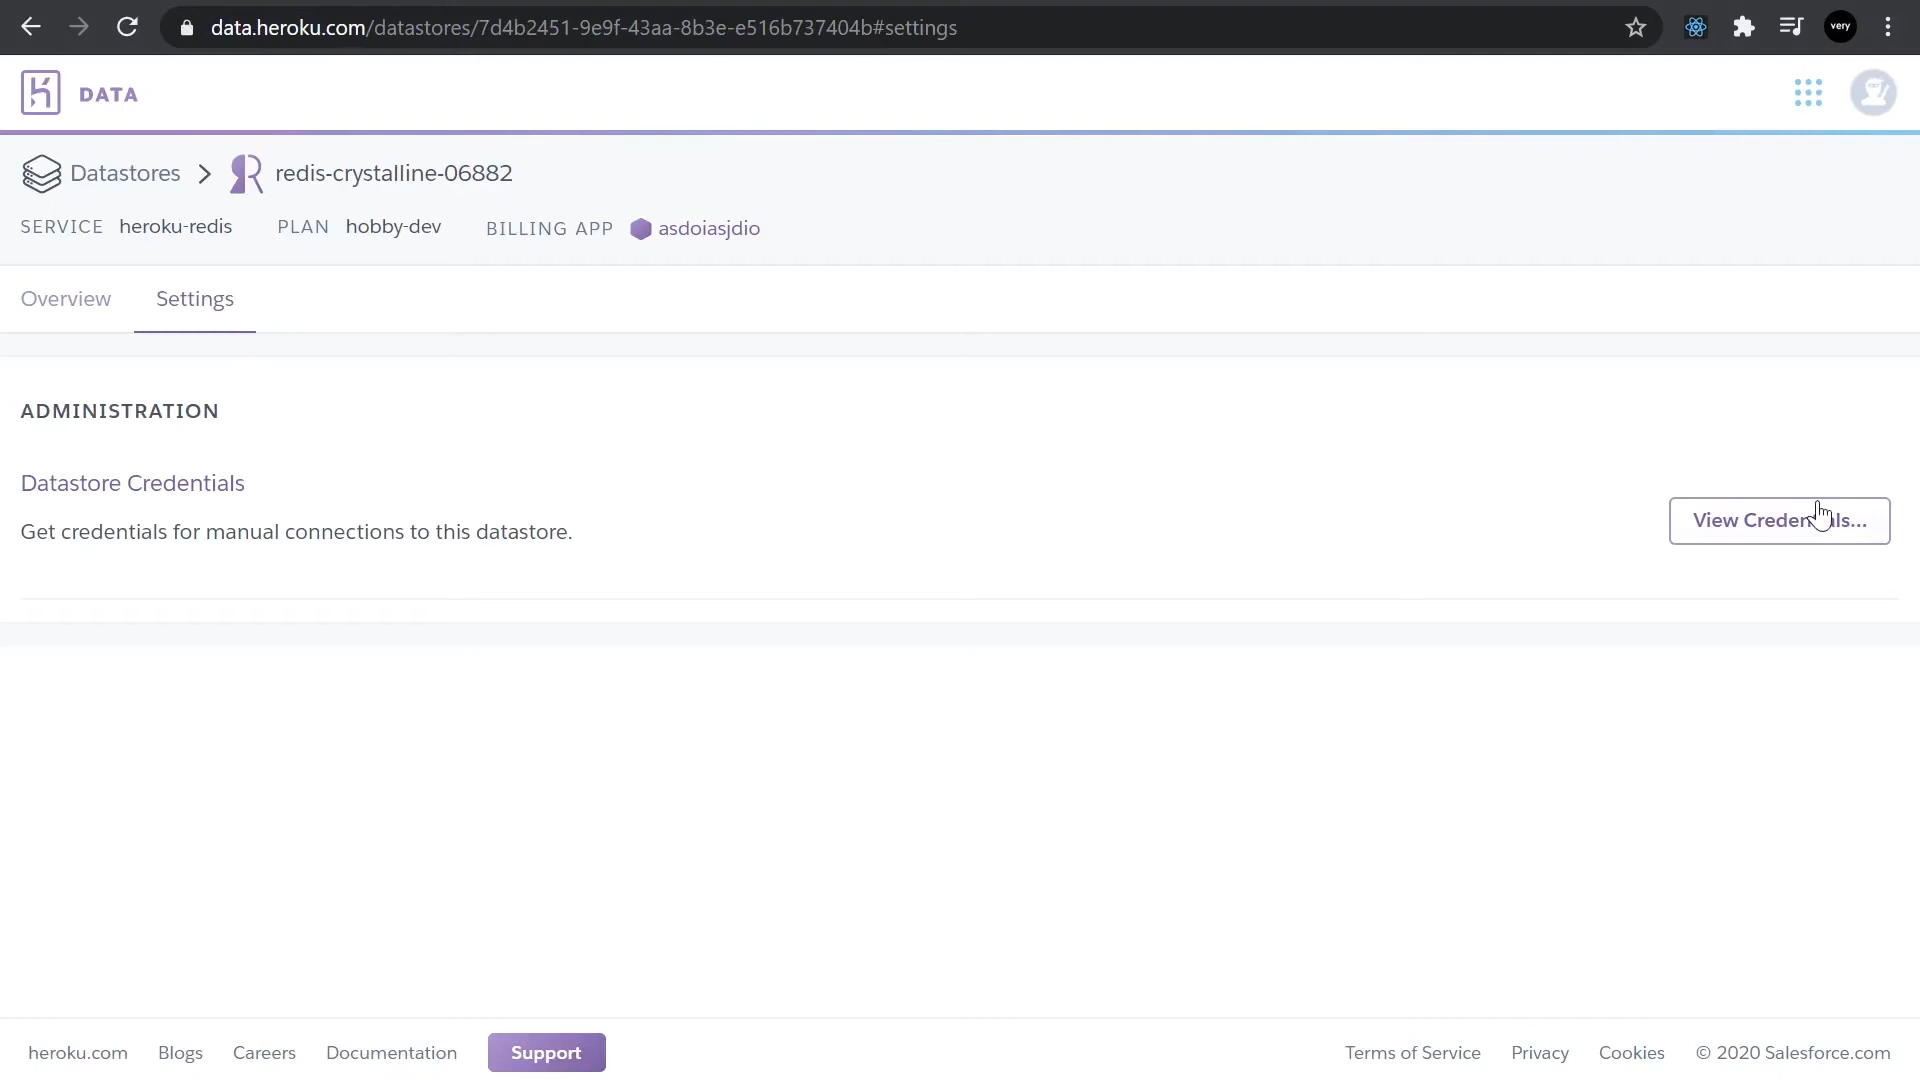 data.heroku.com/datastores/7d4b2451-9e9f-43aa-8b3e-e516b737404b#settings
very
DATA
Datastores redis-crystalline-06882
SERVICE heroku-redis PLAN hobby-dev BILLING APP asdoiasjdio
Overview Settings
ADMINISTRATION
Datastore Credentials
Get credentials for manual connections to this datastore.
View Credentials...
heroku.com Blogs Careers Documentation Support Terms of Service Privacy Cookies © 2020 Salesforce.com